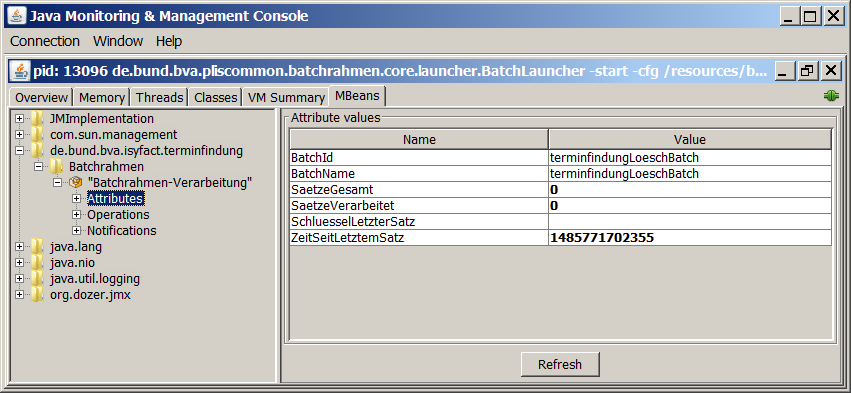 Java Monitoring & Management Console
Connection Window Help
pid: 13096 de.bund.bva.pliscommon.batchrahmen.core.launcher.BatchLauncher -start -cfg /resources/b...
Overview Memory Threads Classes VM Summary MBeans
JMImplementation
com.sun.management
de.bund.bva.isyfact.terminfindung
Batchrahmen
"Batchrahmen-Verarbeitung"
Attributes
Operations
Notifications
java.lang
java.nio
java.util.logging
org.dozer.jmx
Attribute values
Name Value
BatchId terminfindungLoeschBatch
BatchName terminfindungLoeschBatch
SaetzeGesamt 0
SaetzeVerarbeitet 0
SchluesselLetzterSatz
ZeitSeitLetztemSatz 1485771702355
Refresh